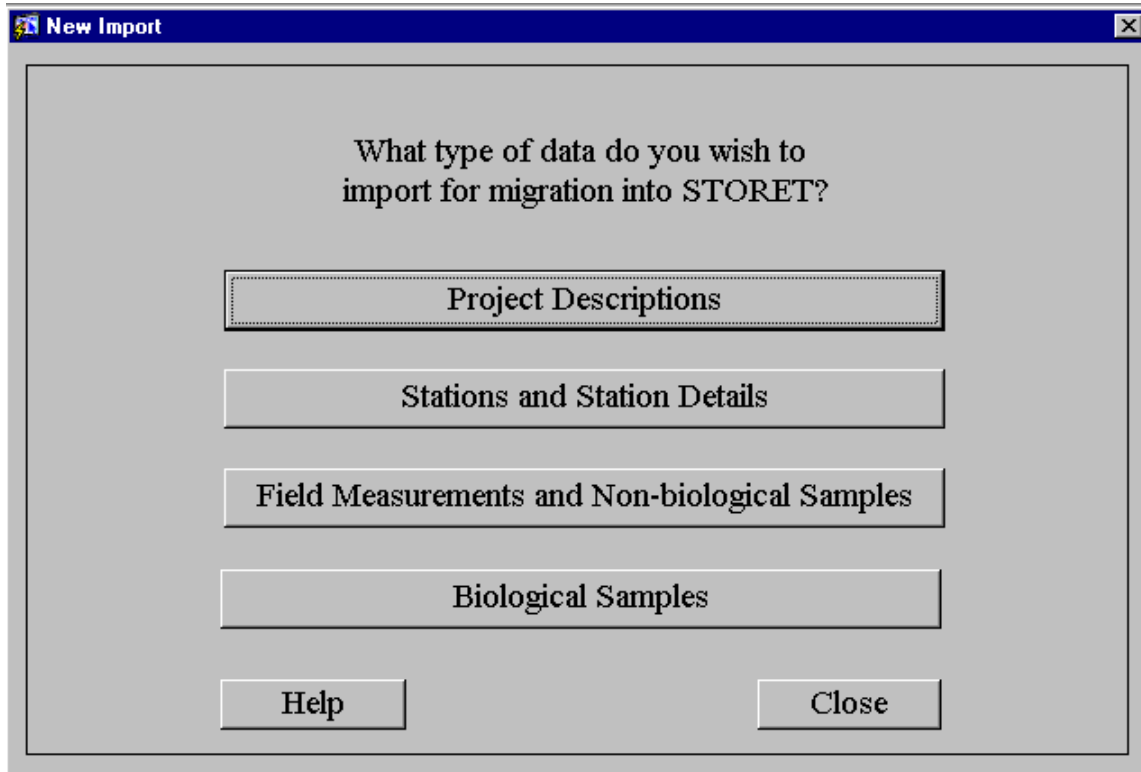 New Import
What type of data do you wish to
import for migration into STORET?
Project Descriptions
Stations and Station Details
Field Measurements and Non-biological Samples
Biological Samples
Help
Close